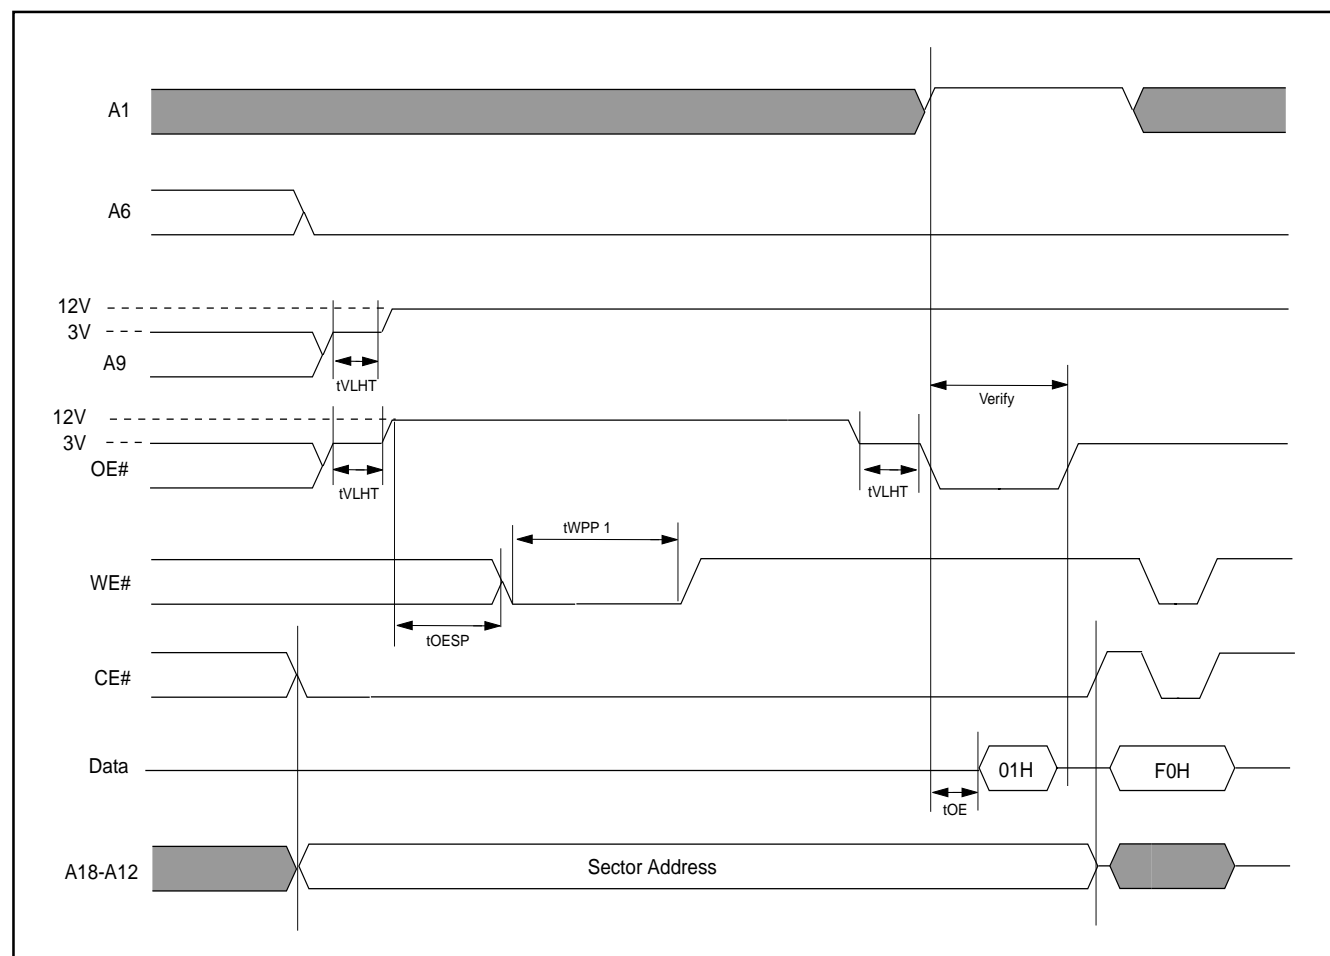 A1
A6
12V
3V
A9
tVLHT
Verify
12V
3V
OE#
tVLHT
tVLHT
tWPP 1
WE#
tOESP
CE#
Data
01H
F0H
tOE
A18-A12
Sector Address